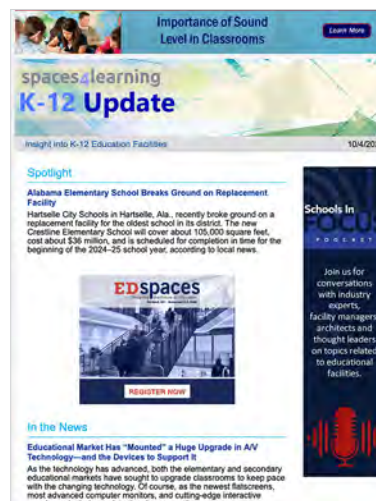 Importance of Sound
Level in Classrooms
Learn More
spaces4learning
K-12 Update
Insight into K-12 Education Facilities
10/4/20
Spotlight
Alabama Elementary School Breaks Ground on Replacement
Facility
Hartselle City Schools in Hartselle, Ala., recently broke ground on a
replacement facility for the oldest school in its district. The new
Crestline Elementary School will cover about 105,000 square feet,
cost about $36 million, and is scheduled for completion in time for the
beginning of the 2024–25 school year, according to local news.
EDspaces
REGISTER NOW
Schools In
FOCUS
PODCAST
Join us for
conversations
with industry
experts,
facility managers
architects and
thought leaders
on topics related
to educational
facilities.
In the News
Educational Market Has “Mounted” a Huge Upgrade in A/V
Technology—and the Devices to Support It
As the technology has advanced, both the elementary and secondary
educational markets have sought to upgrade classrooms to keep pace
with the changing technology. Of course, as the newest flatscreens,
most advanced computer monitors, and cutting-edge interactive